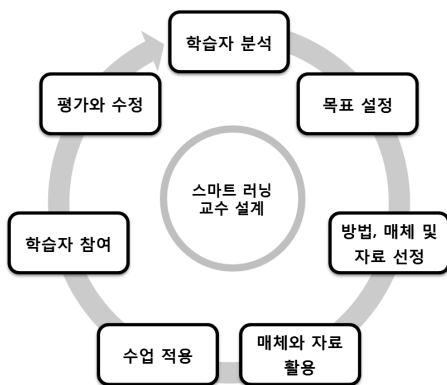 학습자 분석
목표 설정
방법, 매체 및
자료 선정
매체와 자료
활용
수업 적용
학습자 참여
평가와 수정
스마트 러닝
교수 설계